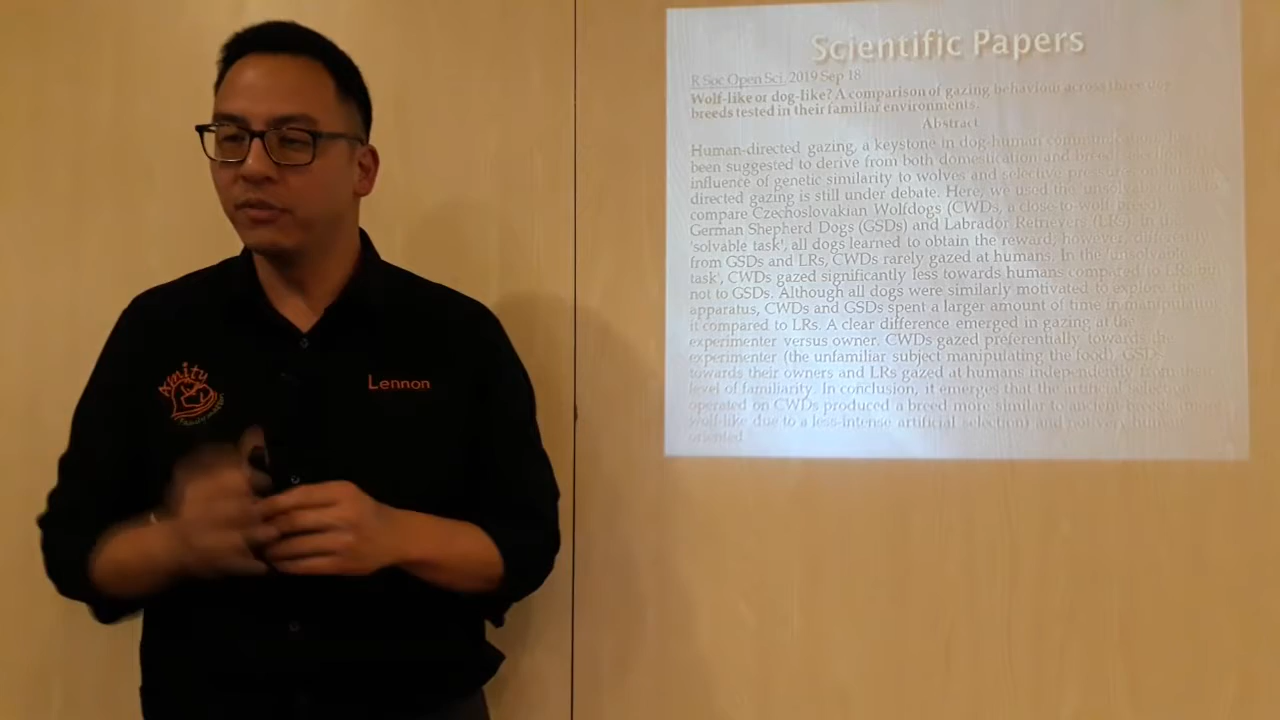 Scientific Papers
R Soc Open Sci. 2019 Sep 18
Wolf-like or dog-like? A comparison of gazing behaviour across three dog
breeds tested in their familiar environments.
Abstract
Human-directed gazing, a keystone in dog-human
been suggested to derive from both domestication and
influence of genetic similarity to wolves and selective
directed gazing is still under debate. Here, we used the 'unsolvable
compare Czechoslovakian Wolfdogs (CWDs, a close-to-wolf
German Shepherd Dogs (GSDs) and Labrador Retrievers (LRs). In the
'solvable task', all dogs learned to obtain the reward, however, differently
from GSDs and LRs, CWDs rarely gazed at humans. In the 'unsolvable
task', CWDs gazed significantly less towards humans compared to LRs but
not to GSDs. Although all dogs were similarly motivated to explore the
apparatus, CWDs and GSDs spent a larger amount of time in manipulating
it compared to LRs. A clear difference emerged in gazing at the
experimenter versus owner. CWDs gazed preferentially towards the
experimenter (the unfamiliar subject manipulating the food), GSDs
towards their owners and LRs gazed at humans independently from their
level of familiarity. In conclusion, it emerges that the artificial selection
operated on CWDs produced a breed more similar to ancient breeds
wolf-like due to a less-intense artificial selection) and not very human
oriented
Amity
Lennon